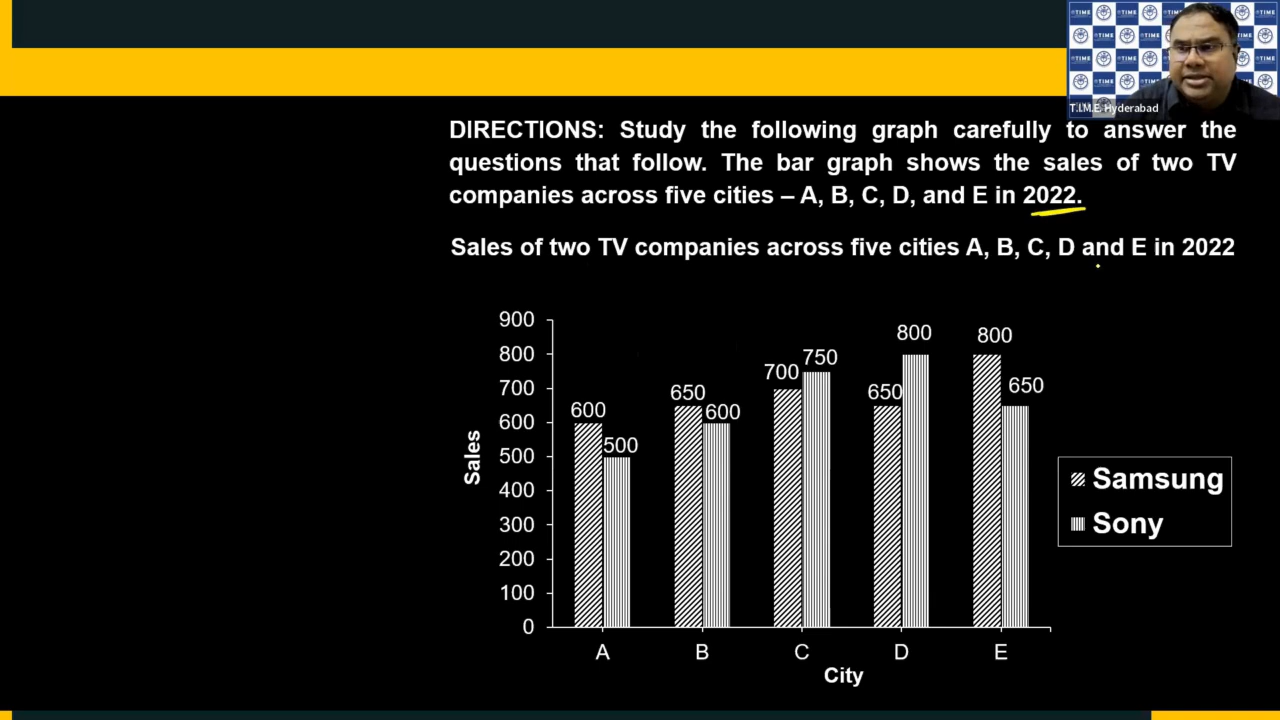 TIME
T.I.M.E. Hyderabad
DIRECTIONS: Study the following graph carefully to answer the
questions that follow. The bar graph shows the sales of two TV
companies across five cities – A, B, C, D, and E in 2022.
Sales of two TV companies across five cities A, B, C, D and E in 2022
900
800
700
600
500
400
300
200
100
0
Sales
600
500
650
600
700
750
650
800
800
650
A B C D E
City
Samsung
Sony